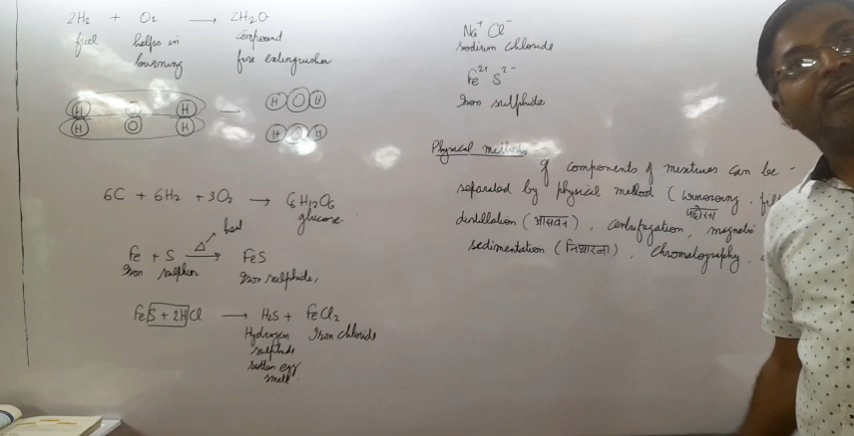 2H₂ + O₂ → 2H₂O
fuel helps in compound
burning fire extinguisher
H O H H O H
H O H H O H
6C + 6H₂ + 3O₂ → C₆H₁₂O₆
glucose
heat
Fe + S →Δ FeS
Iron sulphur Iron sulphide,
FeS + 2HCl → H₂S + FeCl₂
Hydrogen Iron chloride
sulphide
rotten egg
smell.
Na⁺ Cl⁻
sodium chloride
Fe²⁺ S²⁻
Iron sulphide
Physical method
If components of mixtures can be
separated by physical method (winnowing,
distillation (आसवन), centrifugation, magnetic
sedimentation (निथारना), Chromatography,